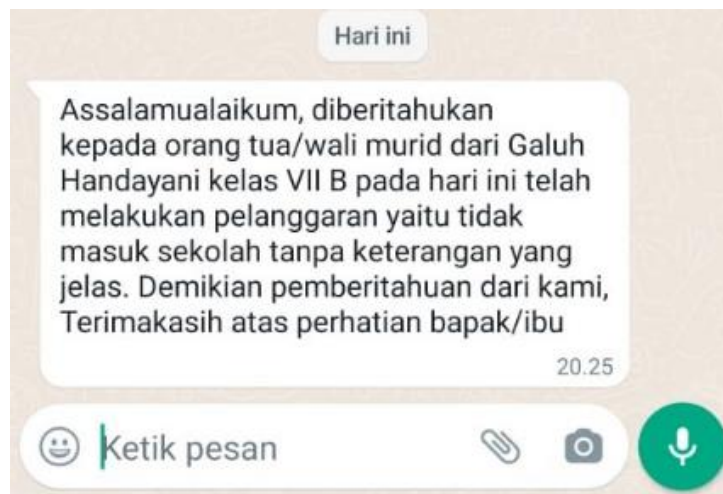 Hari ini
Assalamualaikum, diberitahukan
kepada orang tua/wali murid dari Galuh
Handayani kelas VII B pada hari ini telah
melakukan pelanggaran yaitu tidak
masuk sekolah tanpa keterangan yang
jelas. Demikian pemberitahuan dari kami,
Terimakasih atas perhatian bapak/ibu
20.25
Ketik pesan